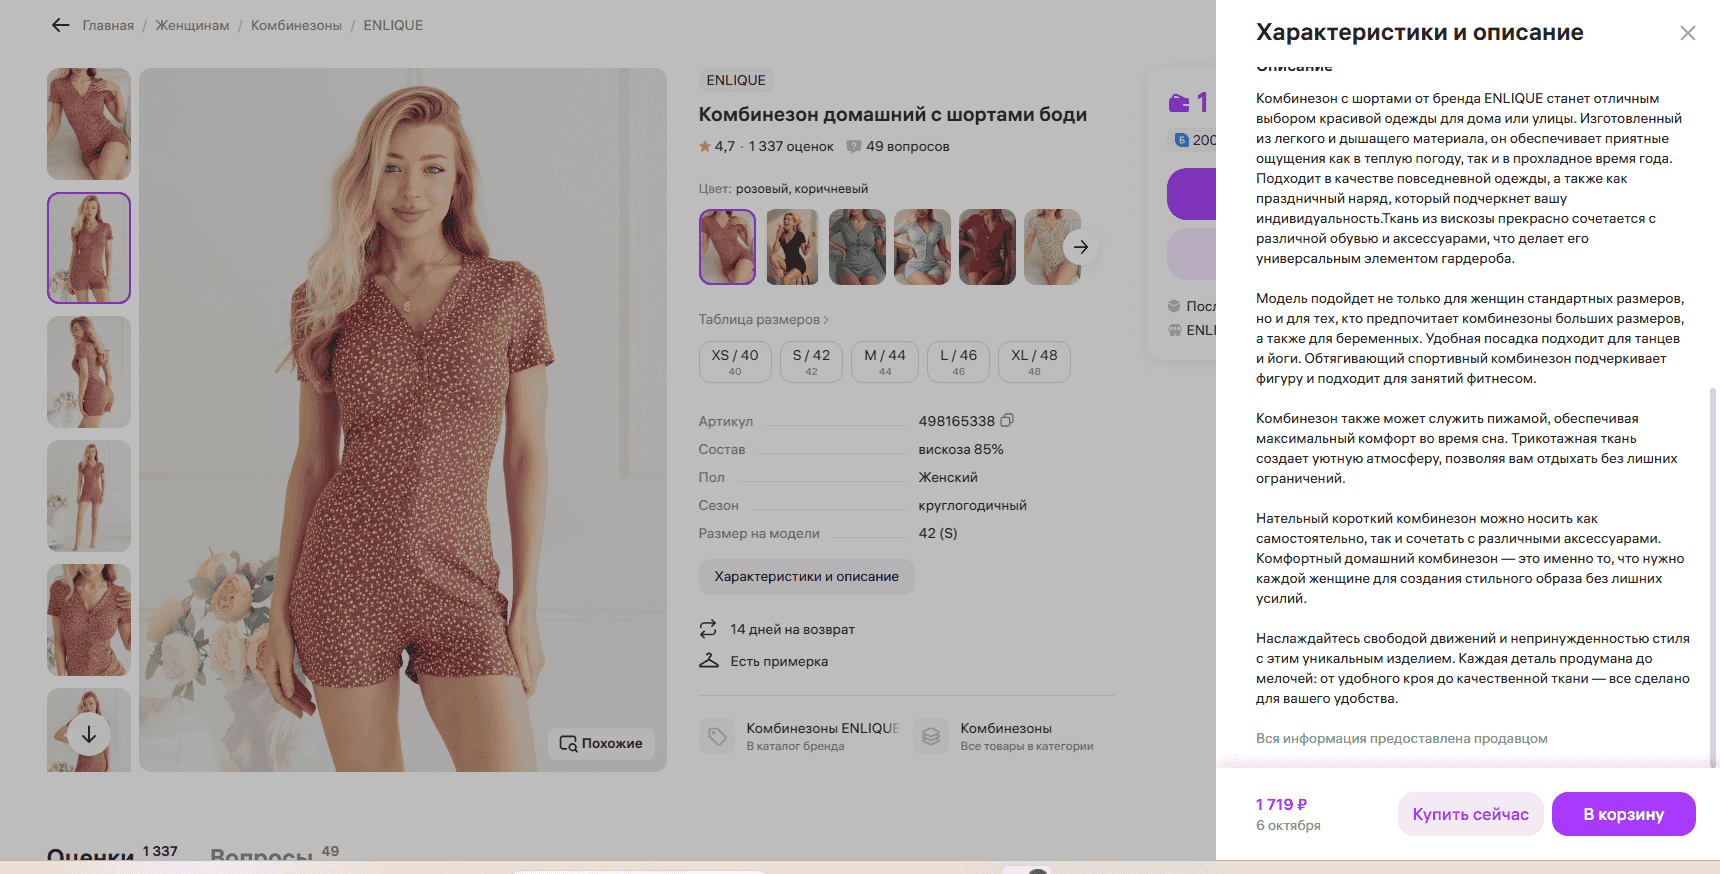 Главная / Женщинам / Комбинезоны / ENLIQUE
ENLIQUE
Комбинезон домашний с шортами боди
4,7 · 1 337 оценок
49 вопросов
Цвет: розовый, коричневый
Таблица размеров
XS / 40
40
S / 42
42
M / 44
44
L / 46
46
XL / 48
48
Артикул 498165338
Состав вискоза 85%
Пол Женский
Сезон круглогодичный
Размер на модели 42 (S)
Характеристики и описание
14 дней на возврат
Есть примерка
Комбинезоны ENLIQUE
В каталог бренда
Комбинезоны
Все товары в категории
Похожие
Оценки 1 337
Вопросы 49
1
200
Посл
ENLI
Характеристики и описание
Описание
Комбинезон с шортами от бренда ENLIQUE станет отличным
выбором красивой одежды для дома или улицы. Изготовленный
из легкого и дышащего материала, он обеспечивает приятные
ощущения как в теплую погоду, так и в прохладное время года.
Подходит в качестве повседневной одежды, а также как
праздничный наряд, который подчеркнет вашу
индивидуальность.Ткань из вискозы прекрасно сочетается с
различной обувью и аксессуарами, что делает его
универсальным элементом гардероба.
Модель подойдет не только для женщин стандартных размеров,
но и для тех, кто предпочитает комбинезоны больших размеров,
а также для беременных. Удобная посадка подходит для танцев
и йоги. Обтягивающий спортивный комбинезон подчеркивает
фигуру и подходит для занятий фитнесом.
Комбинезон также может служить пижамой, обеспечивая
максимальный комфорт во время сна. Трикотажная ткань
создает уютную атмосферу, позволяя вам отдыхать без лишних
ограничений.
Нательный короткий комбинезон можно носить как
самостоятельно, так и сочетать с различными аксессуарами.
Комфортный домашний комбинезон — это именно то, что нужно
каждой женщине для создания стильного образа без лишних
усилий.
Наслаждайтесь свободой движений и непринужденностью стиля
с этим уникальным изделием. Каждая деталь продумана до
мелочей: от удобного кроя до качественной ткани — все сделано
для вашего удобства.
Вся информация предоставлена продавцом
1 719 ₽
6 октября
Купить сейчас
В корзину